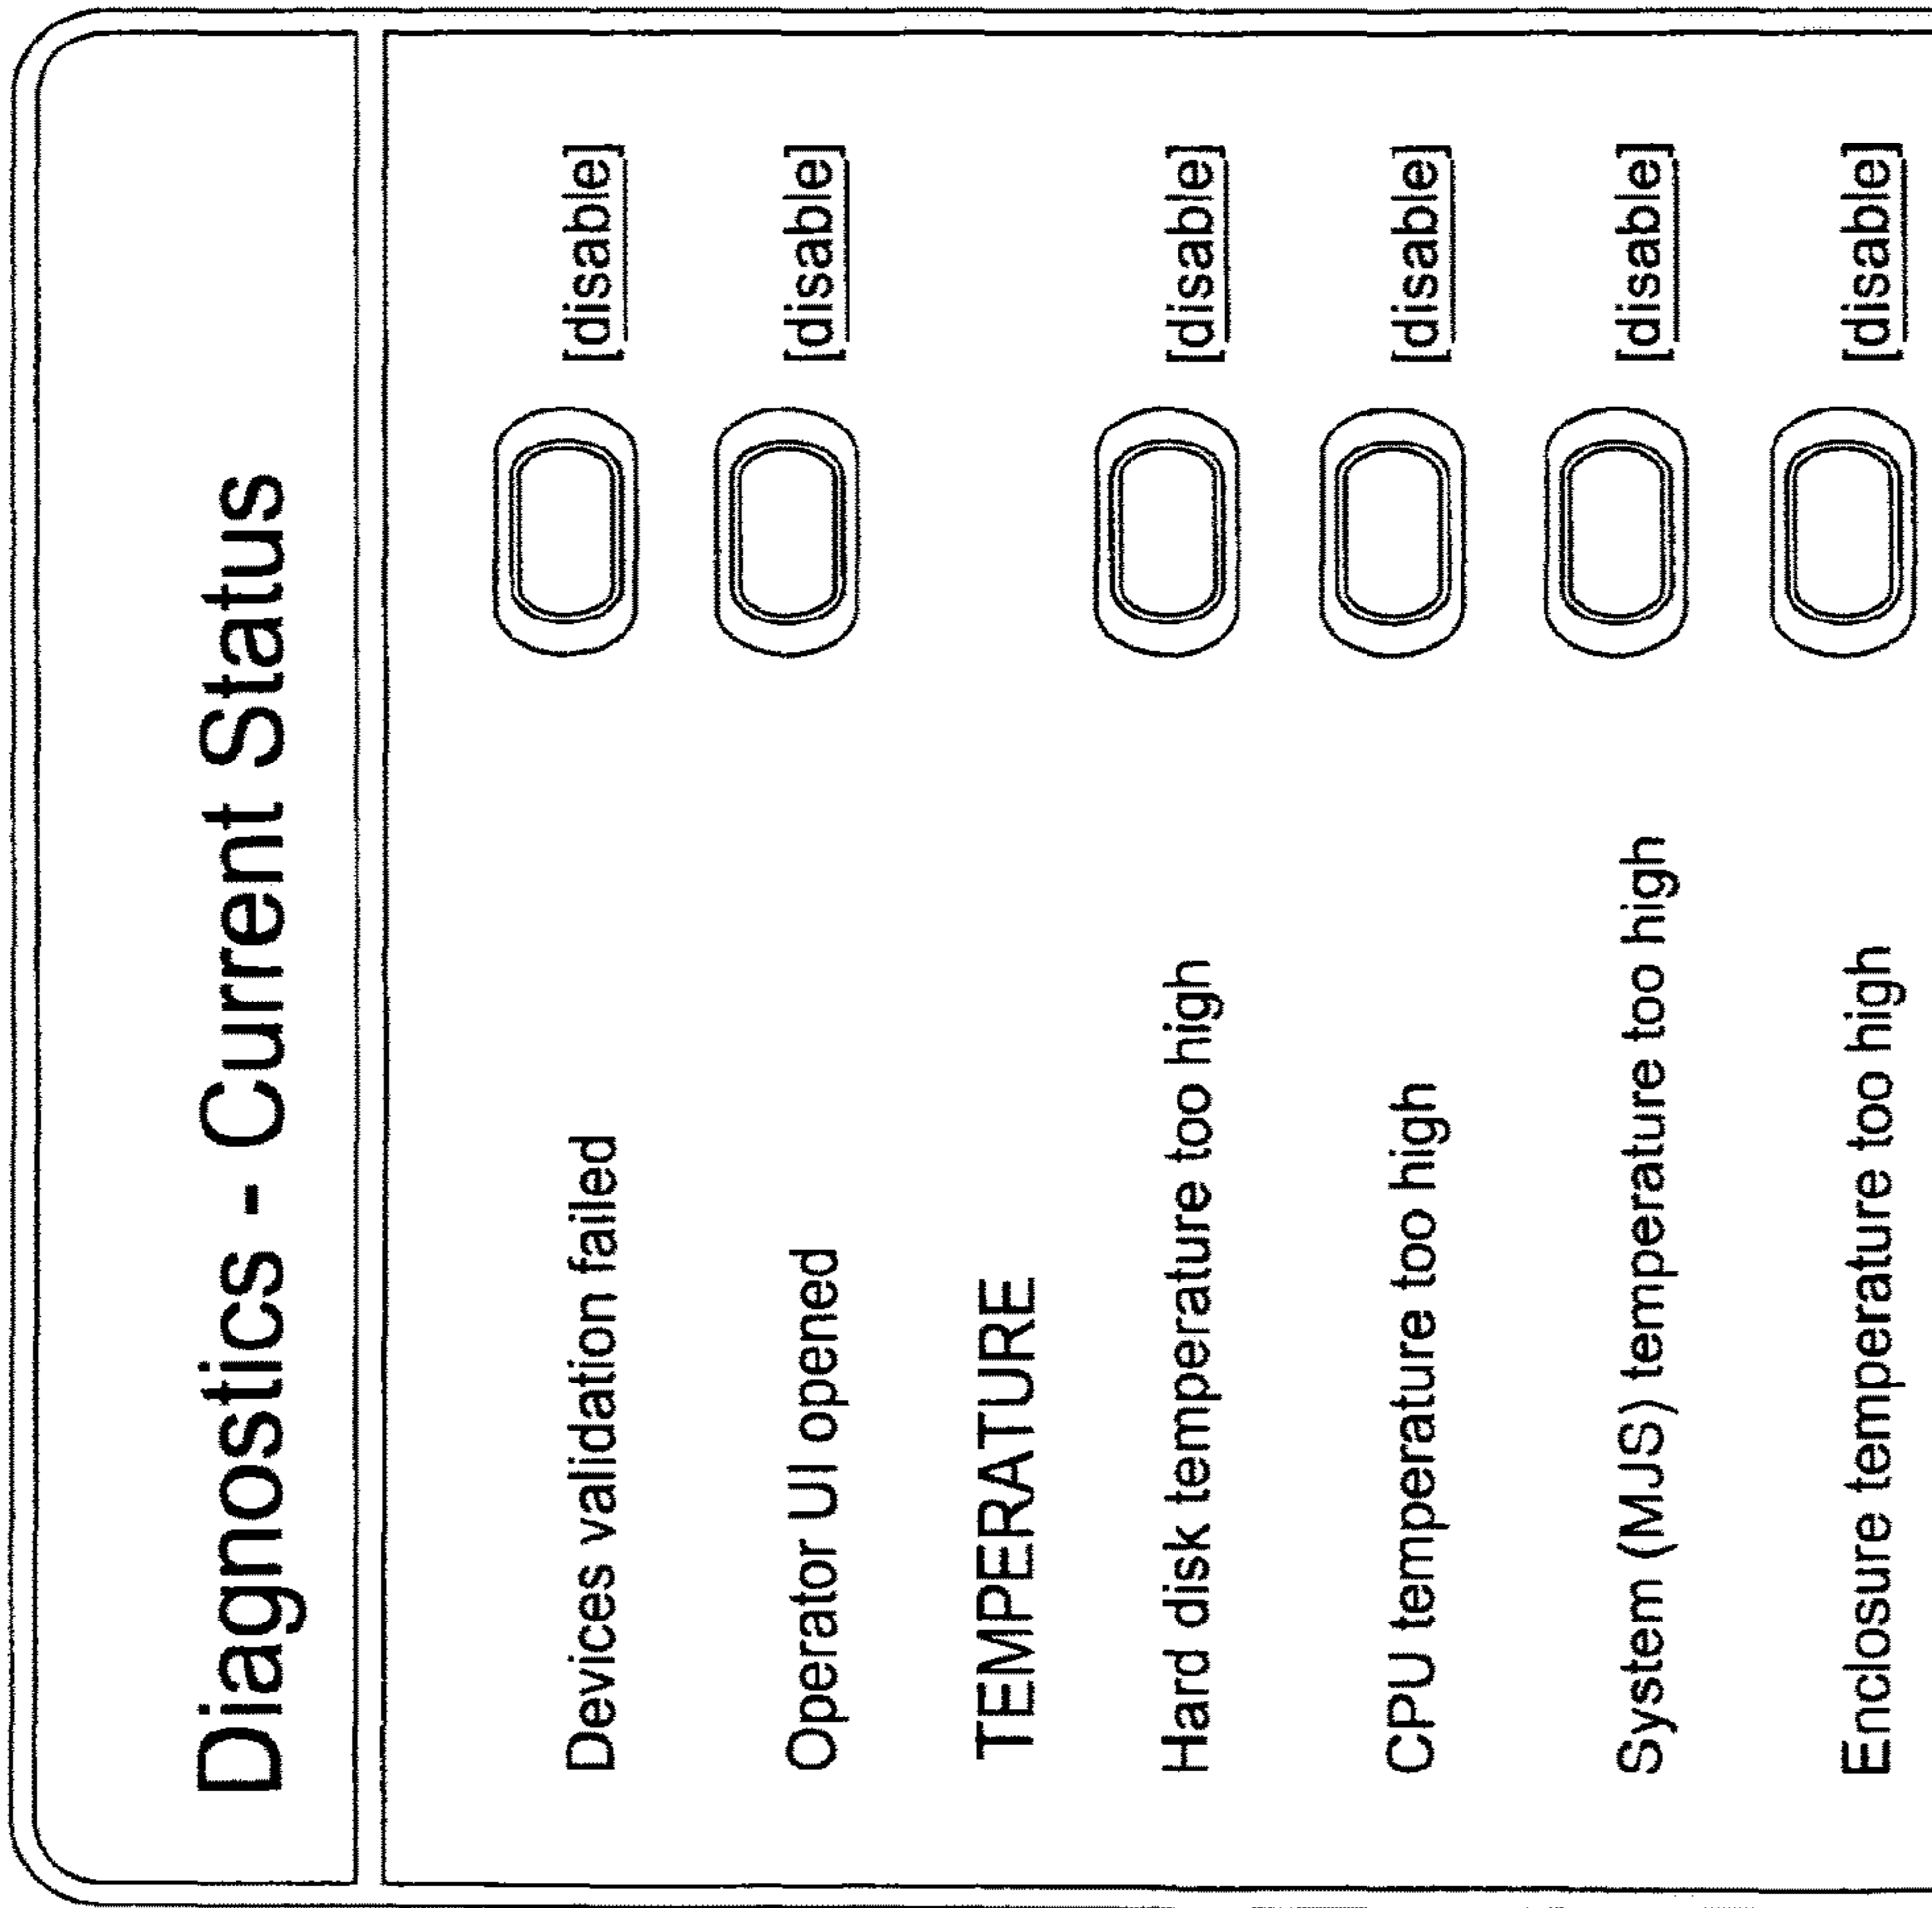 Diagnostics - Current Status
Devices validation failed [disable]
Operator UI opened [disable]
TEMPERATURE
Hard disk temperature too high [disable]
CPU temperature too high [disable]
System (MJS) temperature too high [disable]
Enclosure temperature too high [disable]